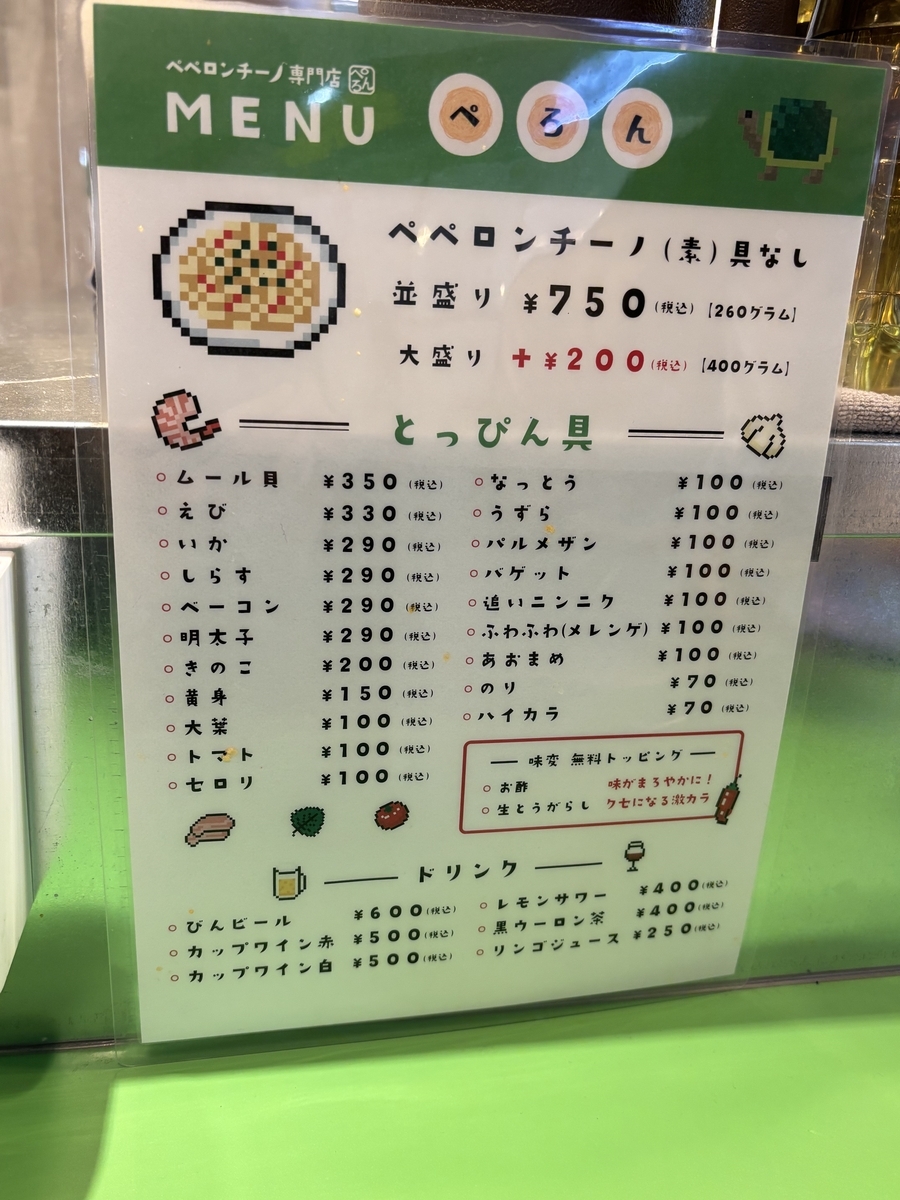 ペペロンチーノ専門店 ぺろん
MENU ぺろん
ペペロンチーノ(素)具なし
並盛り ¥750(税込)【260グラム】
大盛り +¥200(税込)【400グラム】
とっぴん具
ムール貝 ¥350(税込)
えび ¥330(税込)
いか ¥290(税込)
しらす ¥290(税込)
ベーコン ¥290(税込)
明太子 ¥290(税込)
きのこ ¥200(税込)
黄身 ¥150(税込)
大葉 ¥100(税込)
トマト ¥100(税込)
セロリ ¥100(税込)
なっとう ¥100(税込)
うずら ¥100(税込)
パルメザン ¥100(税込)
バゲット ¥100(税込)
追いニンニク ¥100(税込)
ふわふわ(メレンゲ) ¥100(税込)
あおまめ ¥100(税込)
のり ¥70(税込)
ハイカラ ¥70(税込)
味変 無料トッピング
お酢 味がまろやかに!
生とうがらし クセになる激カラ
ドリンク
びんビール ¥600(税込)
カップワイン赤 ¥500(税込)
カップワイン白 ¥500(税込)
レモンサワー ¥400(税込)
黒ウーロン茶 ¥400(税込)
リンゴジュース ¥250(税込)